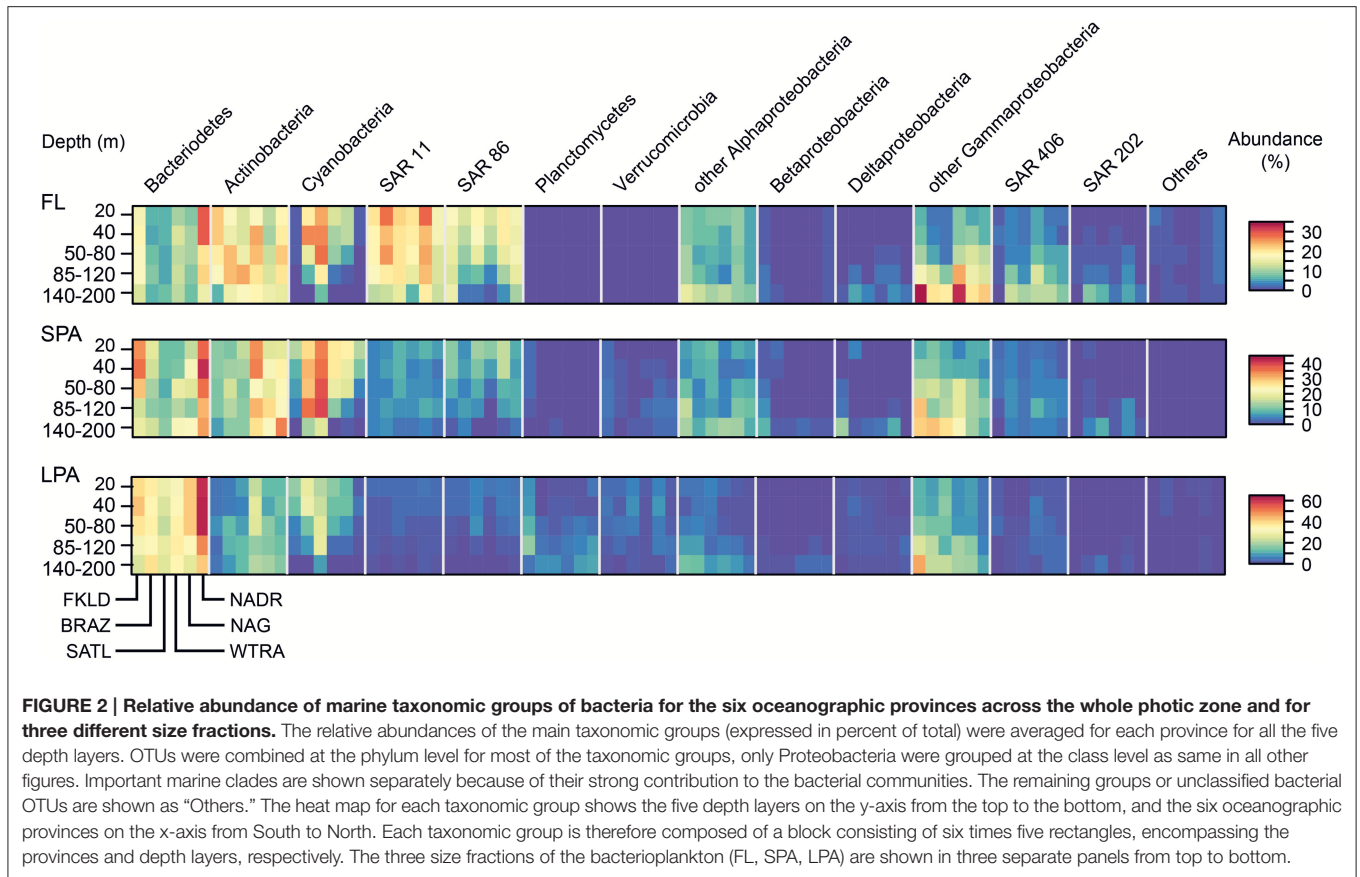 Depth (m)
Bacteriodetes
Actinobacteria
Cyanobacteria
SAR 11
SAR 86
Planctomycetes
Verrucomicrobia
other Alphaproteobacteria
Betaproteobacteria
Deltaproteobacteria
other Gammaproteobacteria
SAR 406
SAR 202
Others
Abundance
(%)
FL
20
40
50-80
85-120
140-200
30
20
10
0
SPA
20
40
50-80
85-120
140-200
40
30
20
10
0
LPA
20
40
50-80
85-120
140-200
60
40
20
0
FKLD
NADR
BRAZ
NAG
SATL
WTRA
FIGURE 2 | Relative abundance of marine taxonomic groups of bacteria for the six oceanographic provinces across the whole photic zone and for
three different size fractions. The relative abundances of the main taxonomic groups (expressed in percent of total) were averaged for each province for all the five
depth layers. OTUs were combined at the phylum level for most of the taxonomic groups, only Proteobacteria were grouped at the class level as same in all other
figures. Important marine clades are shown separately because of their strong contribution to the bacterial communities. The remaining groups or unclassified bacterial
OTUs are shown as “Others.” The heat map for each taxonomic group shows the five depth layers on the y-axis from the top to the bottom, and the six oceanographic
provinces on the x-axis from South to North. Each taxonomic group is therefore composed of a block consisting of six times five rectangles, encompassing the
provinces and depth layers, respectively. The three size fractions of the bacterioplankton (FL, SPA, LPA) are shown in three separate panels from top to bottom.